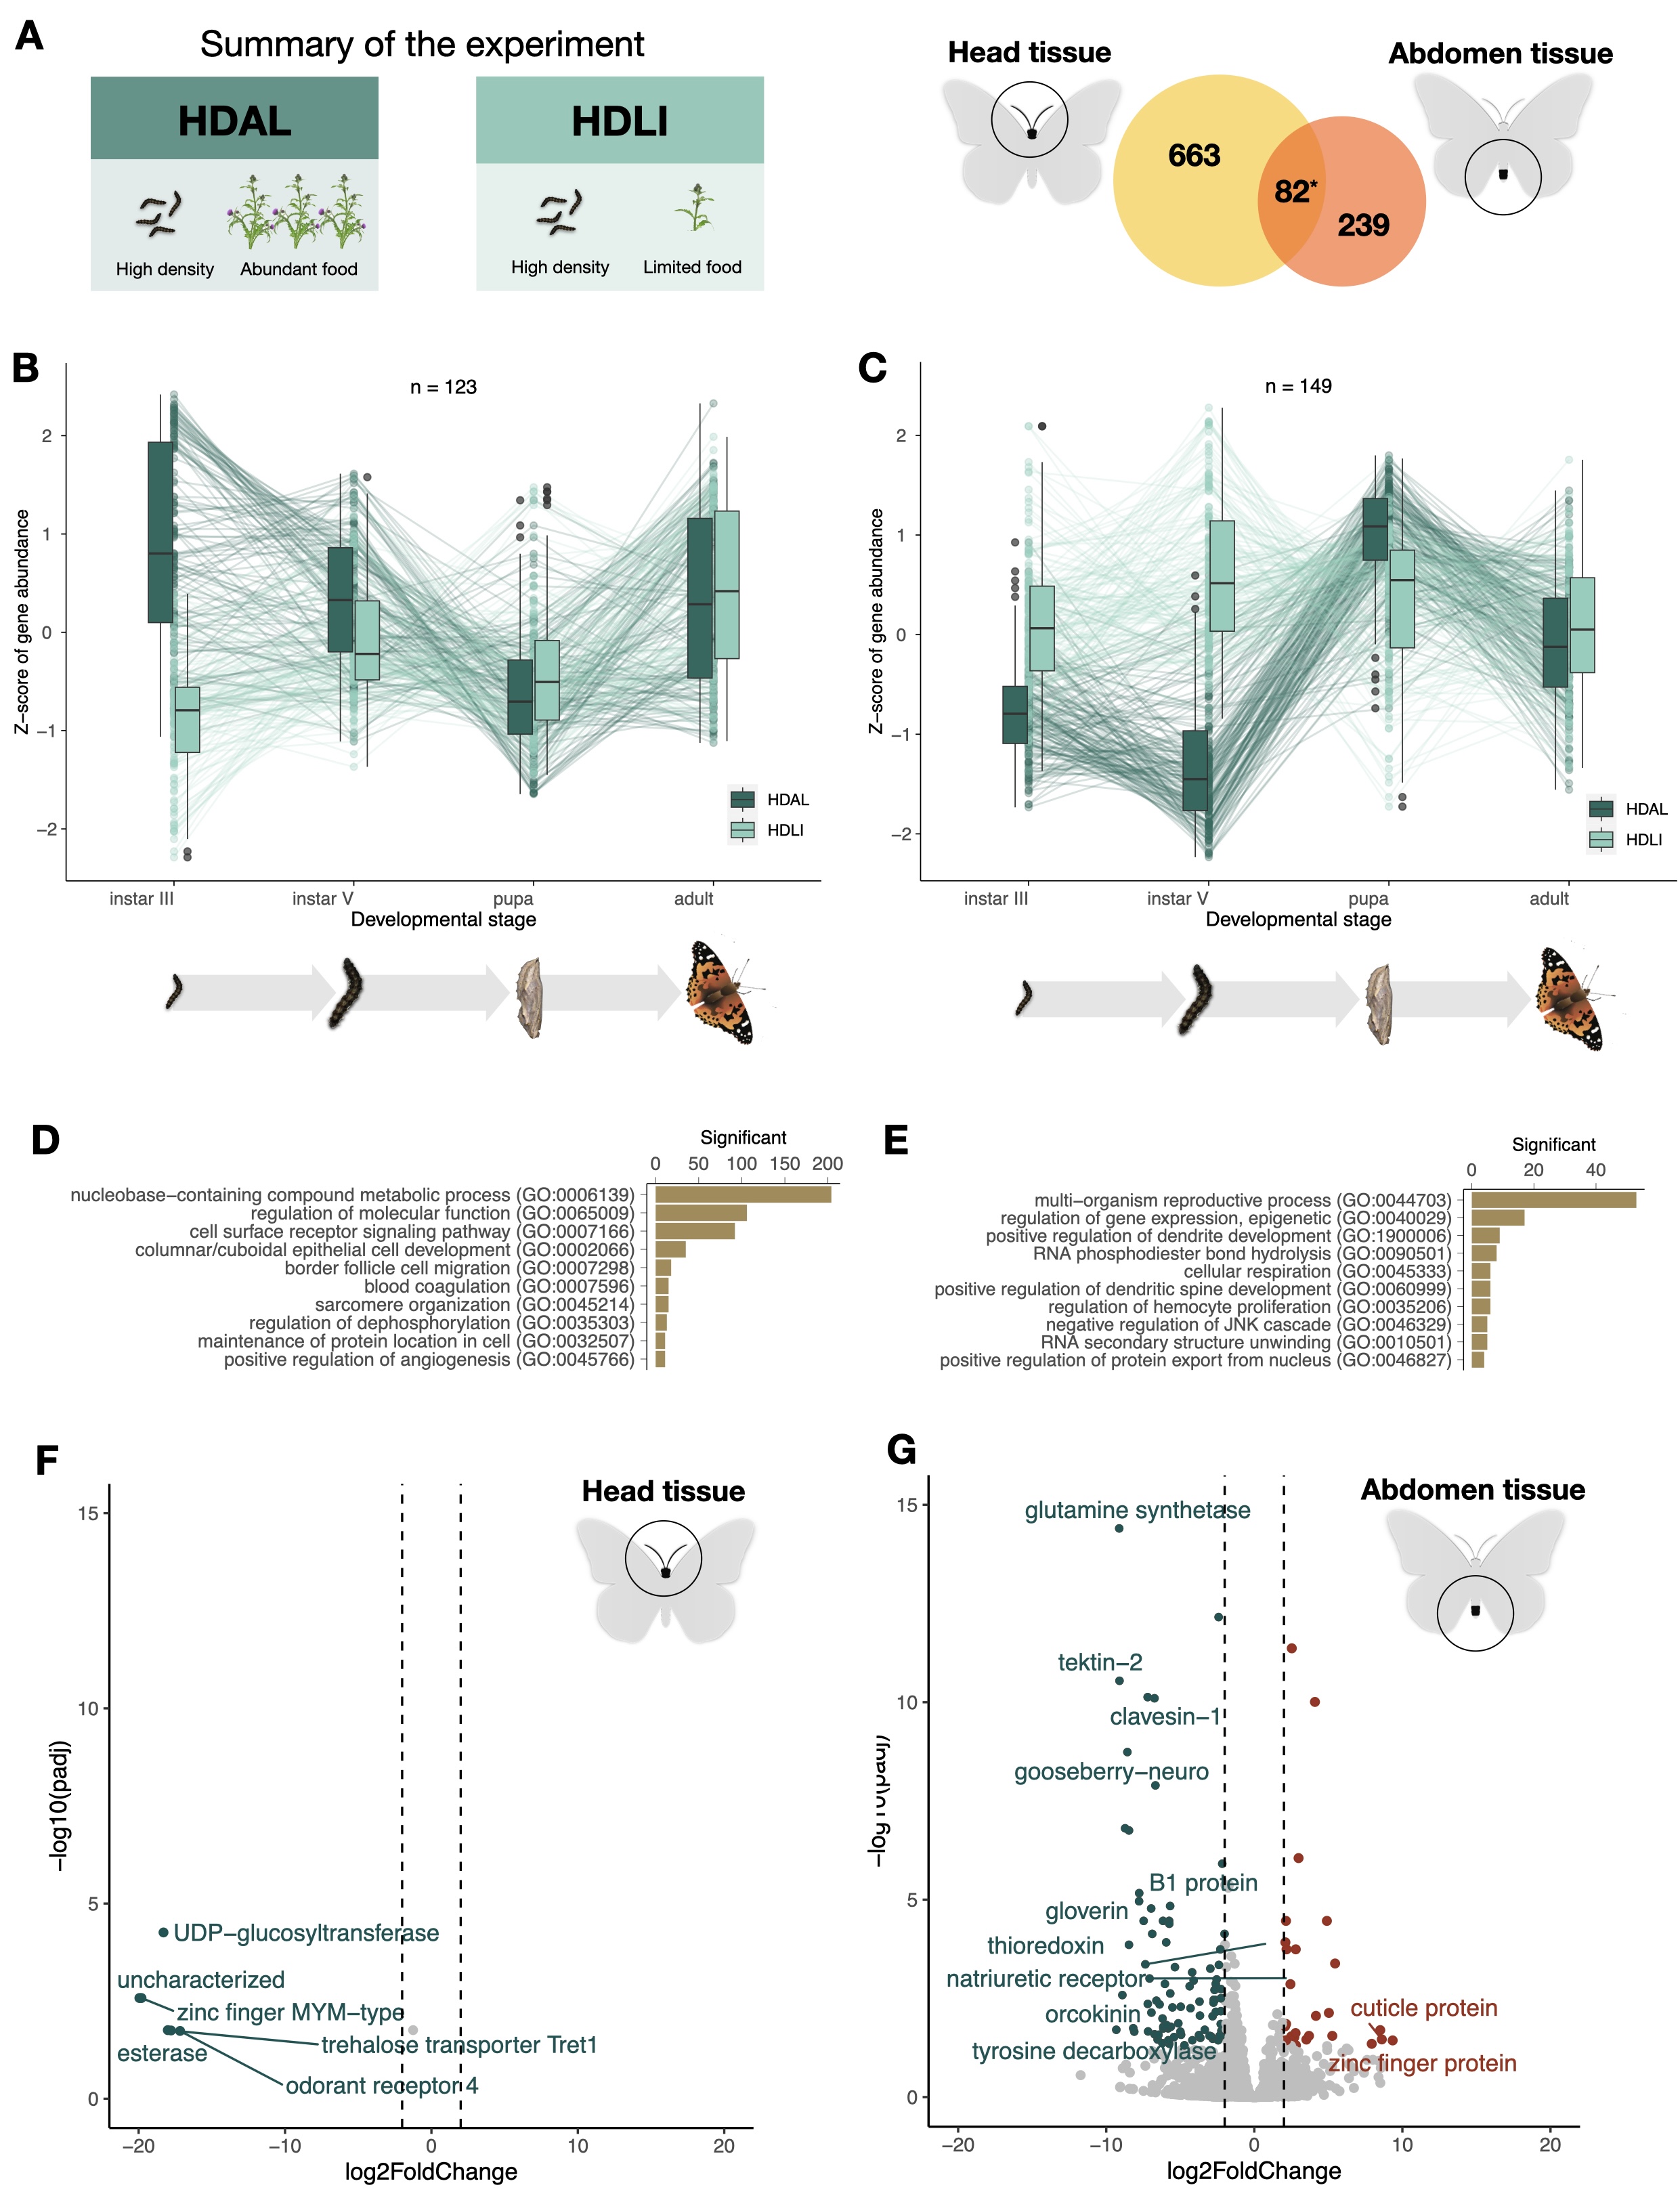 A
Summary of the experiment
HDAL
HDLI
High density
Abundant food
High density
Limited food
Head tissue
Abdomen tissue
663
82*
239
B
n = 123
Z−score of gene abundance
2
1
0
−1
−2
HDAL
HDLI
instar III
instar V
pupa
adult
Developmental stage
C
n = 149
Z−score of gene abundance
2
1
0
−1
−2
HDAL
HDLI
instar III
instar V
pupa
adult
Developmental stage
D
Significant
0 50 100 150 200
nucleobase−containing compound metabolic process (GO:0006139)
regulation of molecular function (GO:0065009)
cell surface receptor signaling pathway (GO:0007166)
columnar/cuboidal epithelial cell development (GO:0002066)
border follicle cell migration (GO:0007298)
blood coagulation (GO:0007596)
sarcomere organization (GO:0045214)
regulation of dephosphorylation (GO:0035303)
maintenance of protein location in cell (GO:0032507)
positive regulation of angiogenesis (GO:0045766)
E
Significant
0 20 40
multi−organism reproductive process (GO:0044703)
regulation of gene expression, epigenetic (GO:0040029)
positive regulation of dendrite development (GO:1900006)
RNA phosphodiester bond hydrolysis (GO:0090501)
cellular respiration (GO:0045333)
positive regulation of dendritic spine development (GO:0060999)
regulation of hemocyte proliferation (GO:0035206)
negative regulation of JNK cascade (GO:0046329)
RNA secondary structure unwinding (GO:0010501)
positive regulation of protein export from nucleus (GO:0046827)
F
Head tissue
−log10(padj)
15
10
5
0
UDP−glucosyltransferase
uncharacterized
zinc finger MYM−type
trehalose transporter Tret1
esterase
odorant receptor 4
−20 −10 0 10 20
log2FoldChange
G
Abdomen tissue
−log10(padj)
15
10
5
0
glutamine synthetase
tektin−2
clavesin−1
gooseberry−neuro
B1 protein
gloverin
thioredoxin
natriuretic receptor
orcokinin
tyrosine decarboxylase
cuticle protein
zinc finger protein
−20 −10 0 10 20
log2FoldChange